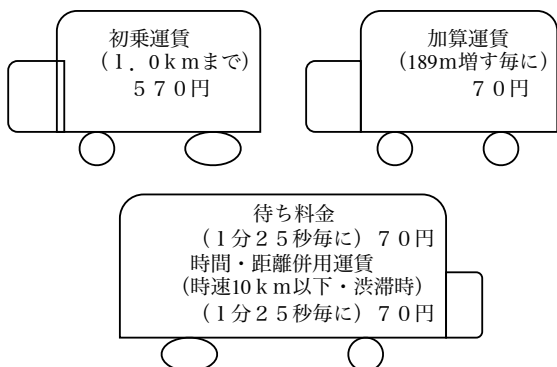 初乗運賃
（１．０ｋｍまで）
５７０円
加算運賃
（189ｍ増す毎に）
７０円
待ち料金
（１分２５秒毎に）７０円
時間・距離併用運賃
（時速10ｋｍ以下・渋滞時）
（１分２５秒毎に）７０円